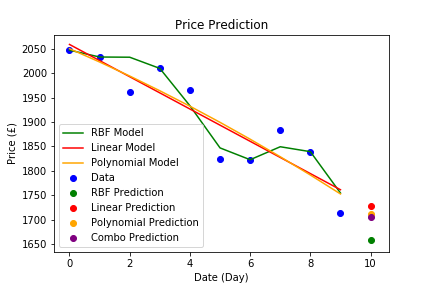 Price Prediction
Price (£)
2050
2000
1950
1900
1850
1800
1750
1700
1650
RBF Model
Linear Model
Polynomial Model
Data
RBF Prediction
Linear Prediction
Polynomial Prediction
Combo Prediction
0 2 4 6 8 10
Date (Day)